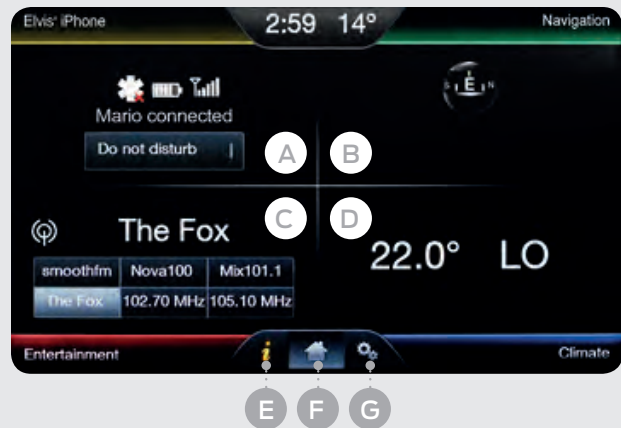 Elvis' iPhone
2:59 14°
Navigation
E N
Mario connected
Do not disturb
A B
C D
The Fox
22.0° LO
smoothfm Nova100 Mix101.1
The Fox 102.70 MHz 105.10 MHz
Entertainment
i
Climate
E F G